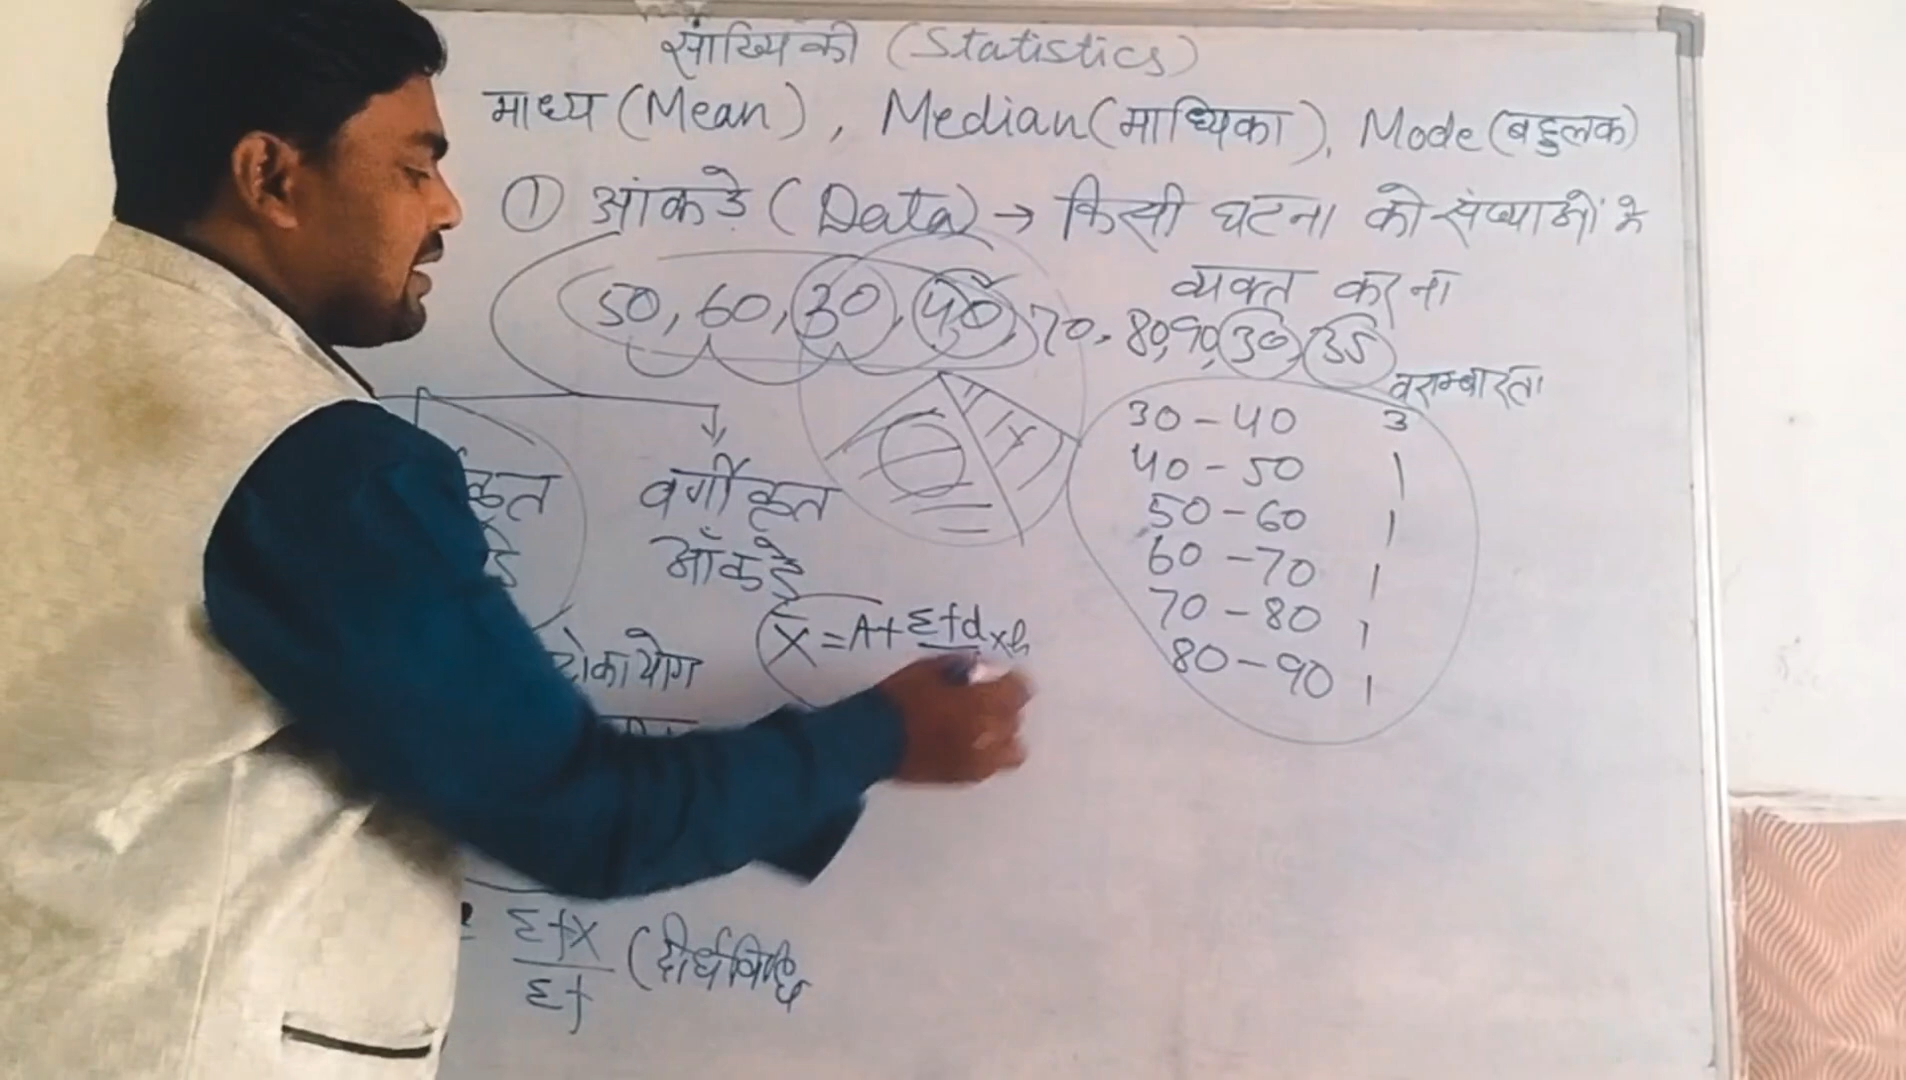 सांख्यिकी (Statistics)
माध्य (Mean), Median (माध्यिका), Mode (बहुलक)
① आंकडे (Data) → किसी घटना को संख्याओं मे
व्यक्त करना
50, 60, 30, 40, 70, 80, 90, 30, 35
वाराम्बारता
30 - 40 3
40 - 50 1
50 - 60 1
60 - 70 1
70 - 80 1
80 - 90 1
वर्गीकृत
आँकड़े
X = A + Σfd × h
का योग
ΣfX
Σf
(दीर्घ विधि